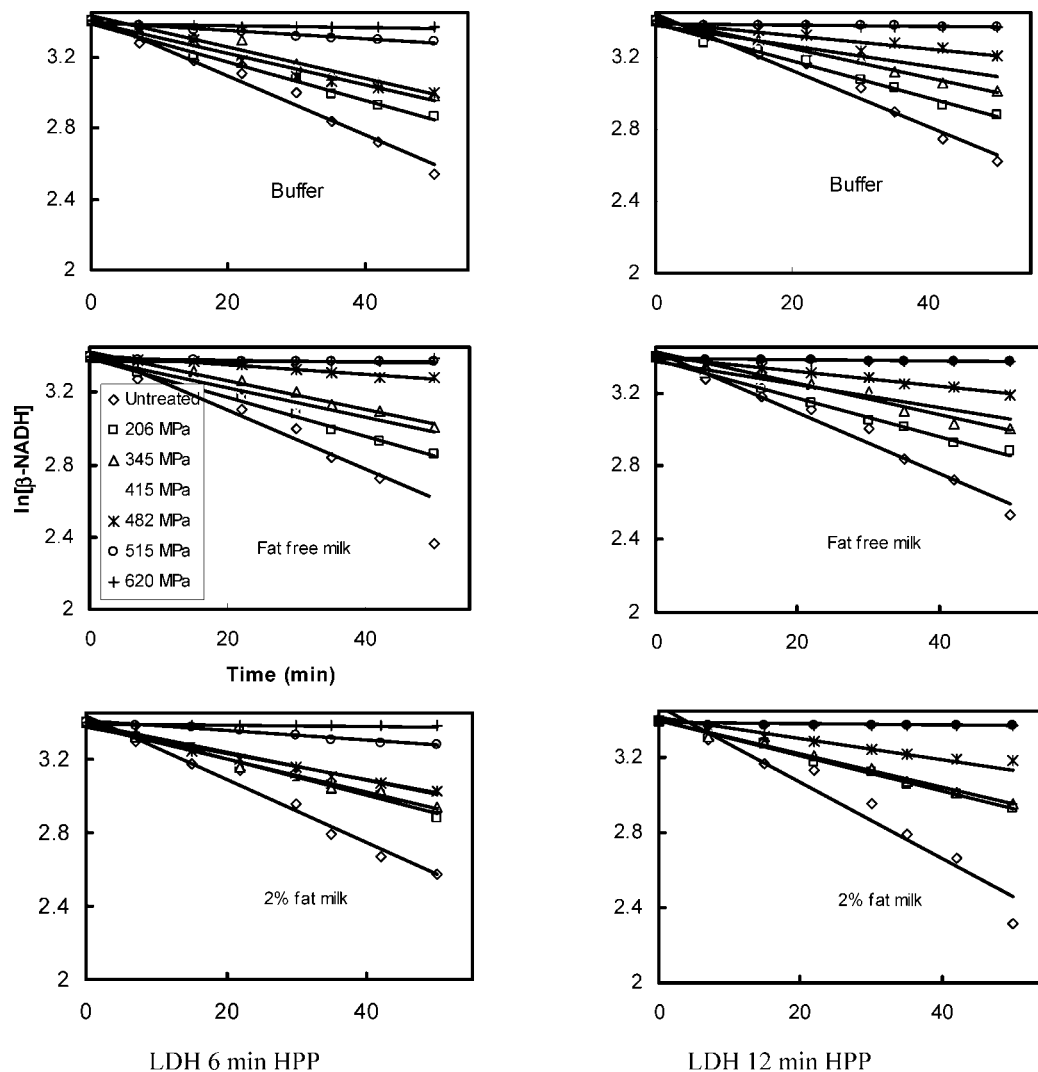 3.2
2.8
2.4
2
0
20
40
Buffer
3.2
2.8
2.4
2
0
20
40
Buffer
ln[β-NADH]
3.2
2.8
2.4
2
0
20
40
Untreated
206 MPa
345 MPa
415 MPa
482 MPa
515 MPa
620 MPa
Fat free milk
Time (min)
3.2
2.8
2.4
2
0
20
40
Fat free milk
3.2
2.8
2.4
2
0
20
40
2% fat milk
3.2
2.8
2.4
2
0
20
40
2% fat milk
LDH 6 min HPP
LDH 12 min HPP